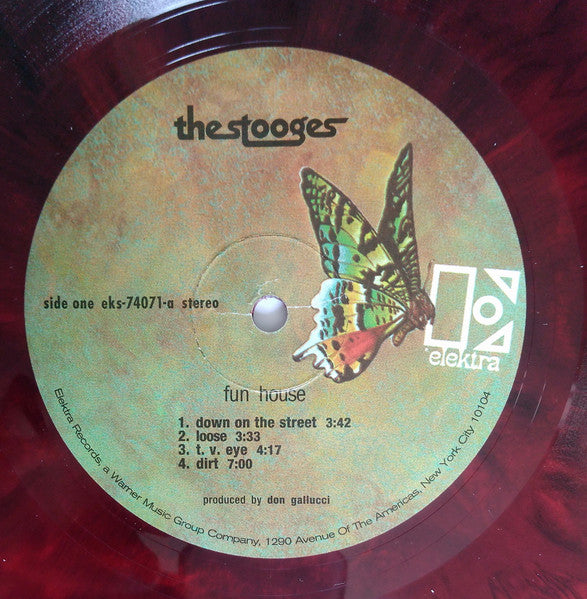 thestooges
side one eks-74071-a stereo
elektra
fun house
1. down on the street 3:42
2. loose 3:33
3. t. v. eye 4:17
4. dirt 7:00
produced by don gallucci
Elektra Records, a Warner Music Group Company, 1290 Avenue Of The Americas, New York City 10104